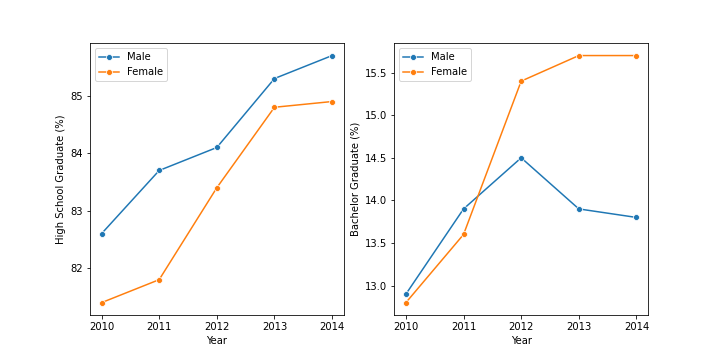 Male
Female
High School Graduate (%)
85
84
83
82
2010 2011 2012 2013 2014
Year
Male
Female
Bachelor Graduate (%)
15.5
15.0
14.5
14.0
13.5
13.0
2010 2011 2012 2013 2014
Year